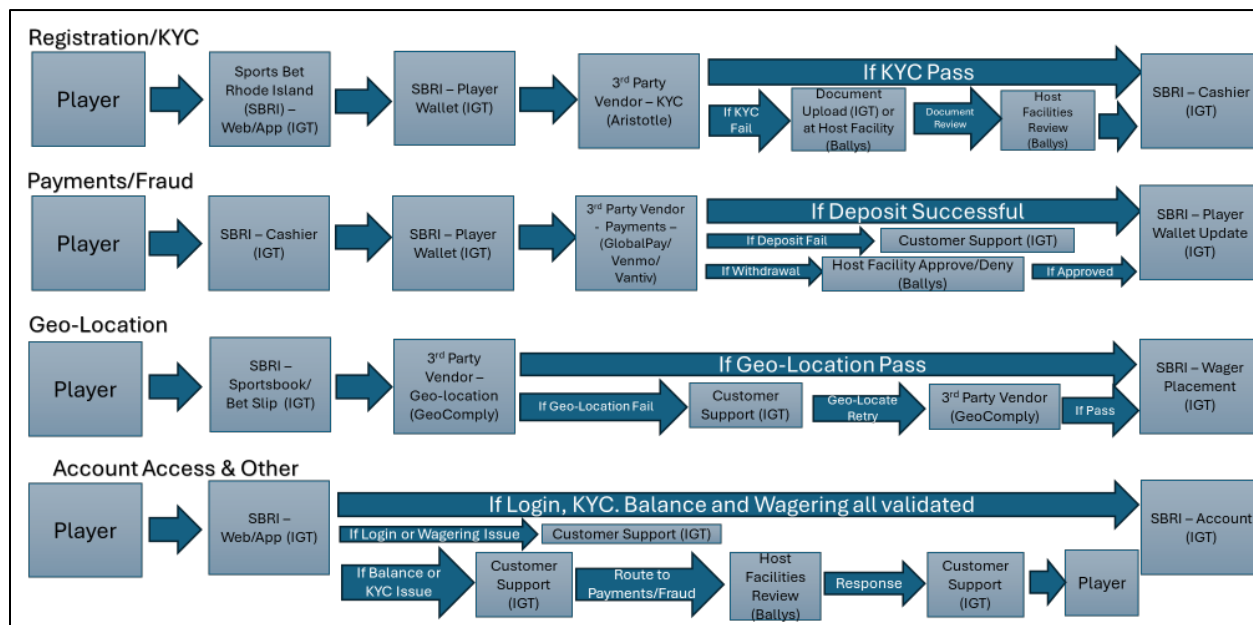 Registration/KYC
Player
Sports Bet
Rhode Island
(SBRI) –
Web/App (IGT)
SBRI – Player
Wallet (IGT)
3rd Party
Vendor – KYC
(Aristotle)
If KYC Pass
If KYC
Fail
Document
Upload (IGT) or
at Host Facility
(Ballys)
Document
Review
Host
Facilities
Review
(Ballys)
SBRI – Cashier
(IGT)
Payments/Fraud
Player
SBRI – Cashier
(IGT)
SBRI – Player
Wallet (IGT)
3rd Party Vendor
- Payments –
(GlobalPay/
Venmo/
Vantiv)
If Deposit Successful
If Deposit Fail
Customer Support (IGT)
If Withdrawal
Host Facility Approve/Deny
(Ballys)
If Approved
SBRI – Player
Wallet Update
(IGT)
Geo-Location
Player
SBRI –
Sportsbook/
Bet Slip (IGT)
3rd Party
Vendor –
Geo-location
(GeoComply)
If Geo-Location Pass
If Geo-Location Fail
Customer
Support (IGT)
Geo-Locate
Retry
3rd Party Vendor
(GeoComply)
If Pass
SBRI – Wager
Placement
(IGT)
Account Access & Other
Player
SBRI –
Web/App (IGT)
If Login, KYC. Balance and Wagering all validated
If Login or Wagering Issue
Customer Support (IGT)
If Balance or
KYC Issue
Customer
Support
(IGT)
Route to
Payments/Fraud
Host
Facilities
Review
(Ballys)
Response
Customer
Support
(IGT)
Player
SBRI – Account
(IGT)